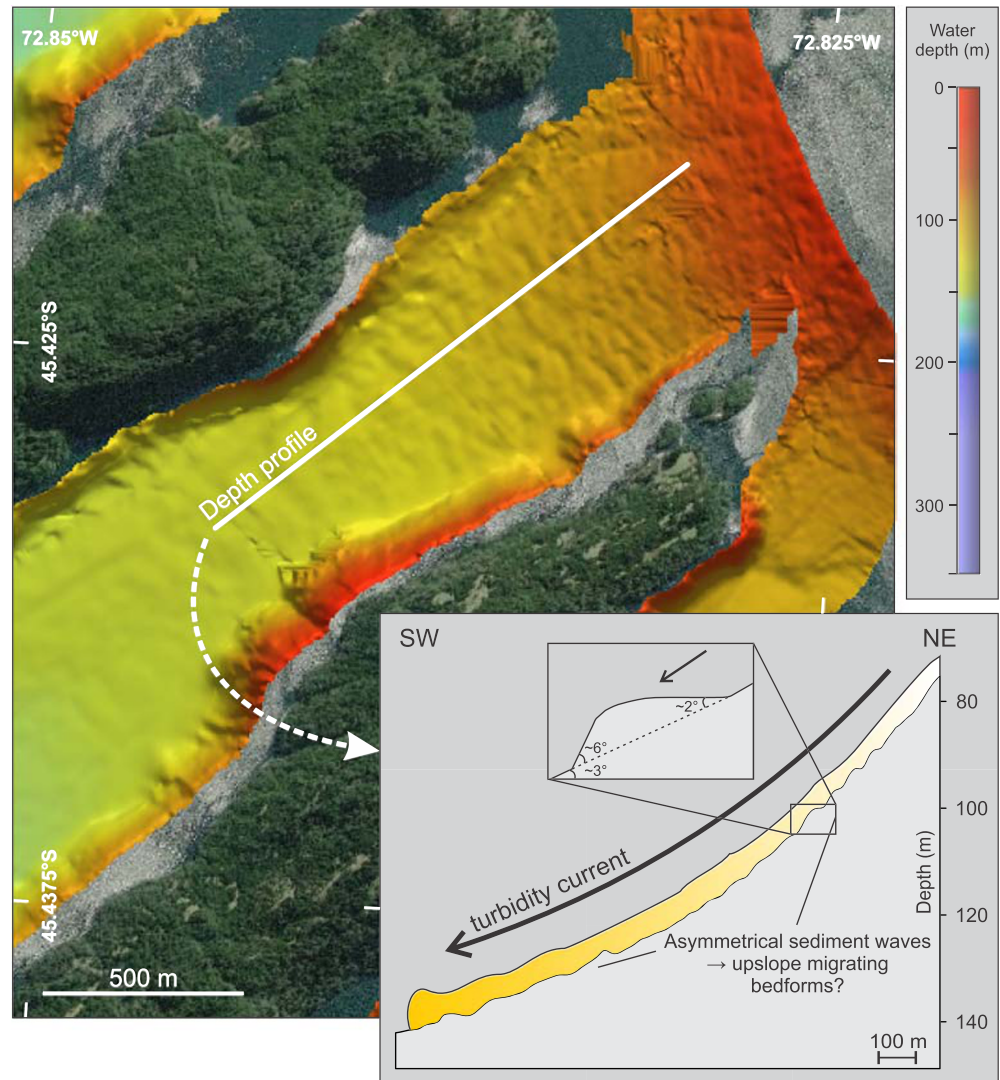 72.85°W
72.825°W
Water
depth (m)
0
100
200
300
45.425°S
Depth profile
45.4375°S
500 m
SW
NE
~2°
~6°
~3°
80
100
120
140
Depth (m)
turbidity current
Asymmetrical sediment waves
→ upslope migrating
bedforms?
100 m